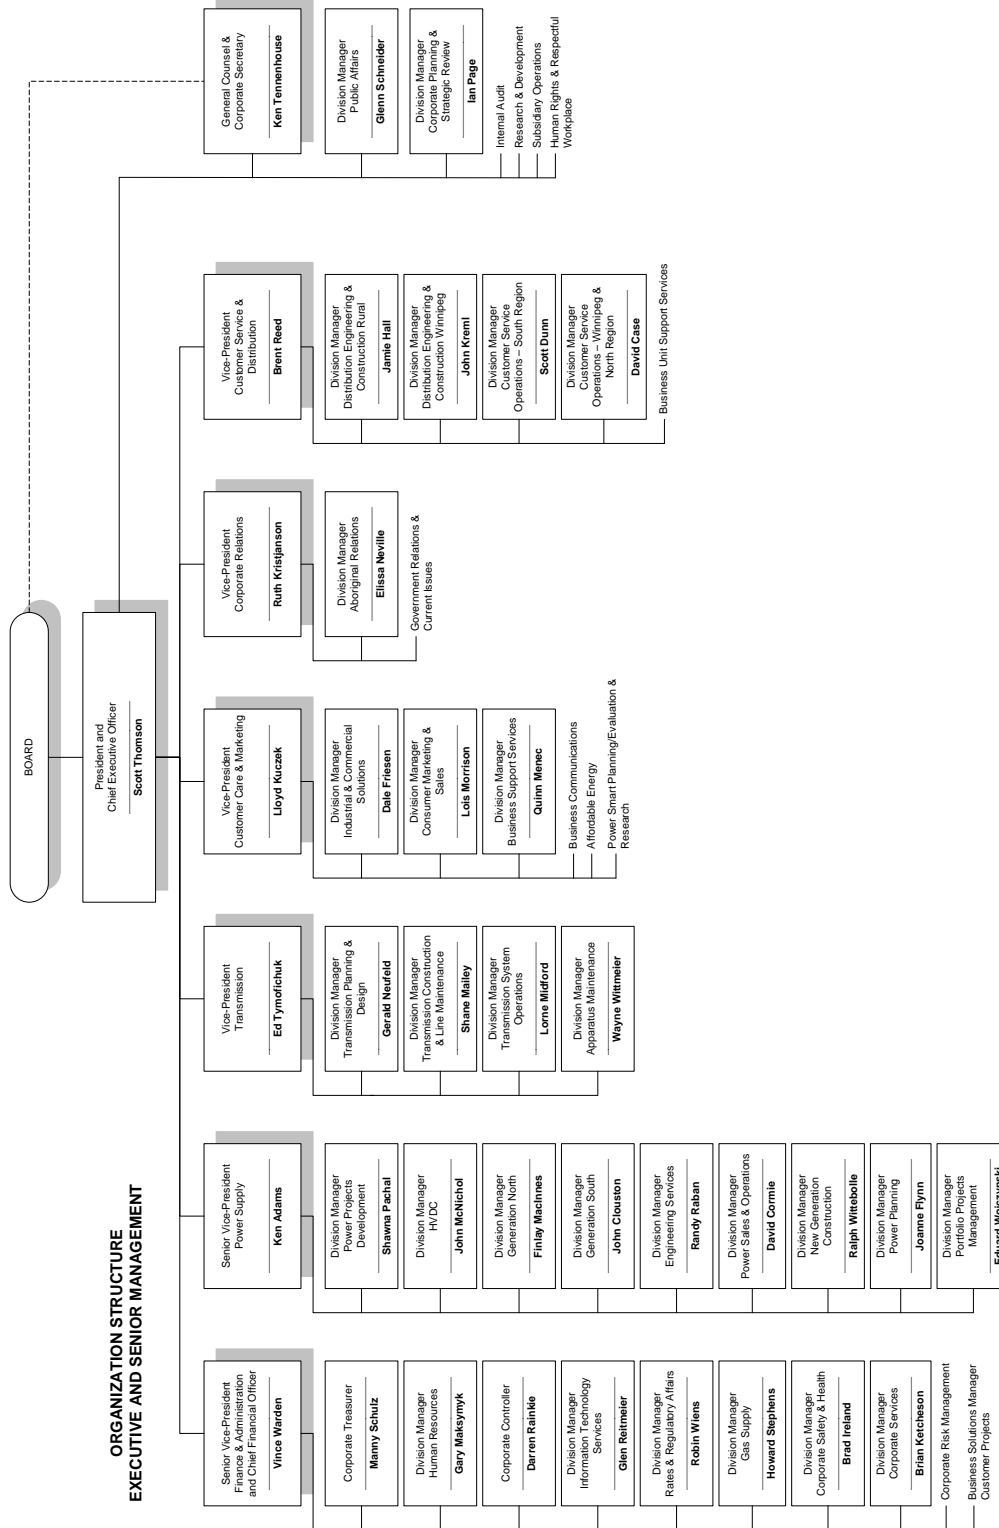 ORGANIZATION STRUCTURE
EXECUTIVE AND SENIOR MANAGEMENT
BOARD
President and
Chief Executive Officer
Scott Thomson
Senior Vice-President
Finance & Administration
and Chief Financial Officer
Vince Warden
Corporate Treasurer
Manny Schulz
Division Manager
Human Resources
Gary Maksymyk
Corporate Controller
Darren Rainkie
Division Manager
Information Technology
Services
Glen Reitmeier
Division Manager
Rates & Regulatory Affairs
Robin Wiens
Division Manager
Gas Supply
Howard Stephens
Division Manager
Corporate Safety & Health
Brad Ireland
Division Manager
Corporate Services
Brian Ketcheson
Corporate Risk Management
Business Solutions Manager
Customer Projects
Senior Vice-President
Power Supply
Ken Adams
Division Manager
Power Projects
Development
Shawna Pachal
Division Manager
HVDC
John McNichol
Division Manager
Generation North
Finlay MacInnes
Division Manager
Generation South
John Clouston
Division Manager
Engineering Services
Randy Raban
Division Manager
Power Sales & Operations
David Cormie
Division Manager
New Generation
Construction
Ralph Wittebolle
Division Manager
Power Planning
Joanne Flynn
Division Manager
Portfolio Projects
Management
Vice-President
Transmission
Ed Tymofichuk
Division Manager
Transmission Planning &
Design
Gerald Neufeld
Division Manager
Transmission Construction
& Line Maintenance
Shane Mailey
Division Manager
Transmission System
Operations
Lorne Midford
Division Manager
Apparatus Maintenance
Wayne Wittmeier
Vice-President
Customer Care & Marketing
Lloyd Kuczek
Division Manager
Industrial & Commercial
Solutions
Dale Friesen
Division Manager
Consumer Marketing &
Sales
Lois Morrison
Division Manager
Business Support Services
Quinn Menec
Business Communications
Affordable Energy
Power Smart Planning/Evaluation &
Research
Vice-President
Corporate Relations
Ruth Kristjanson
Division Manager
Aboriginal Relations
Elissa Neville
Government Relations &
Current Issues
Vice-President
Customer Service &
Distribution
Brent Reed
Division Manager
Distribution Engineering &
Construction Rural
Jamie Hall
Division Manager
Distribution Engineering &
Construction Winnipeg
John Kreml
Division Manager
Customer Service
Operations – South Region
Scott Dunn
Division Manager
Customer Service
Operations – Winnipeg &
North Region
David Case
Business Unit Support Services
General Counsel &
Corporate Secretary
Ken Tennenhouse
Division Manager
Public Affairs
Glenn Schneider
Division Manager
Corporate Planning &
Strategic Review
Ian Page
Internal Audit
Research & Development
Subsidiary Operations
Human Rights & Respectful
Workplace